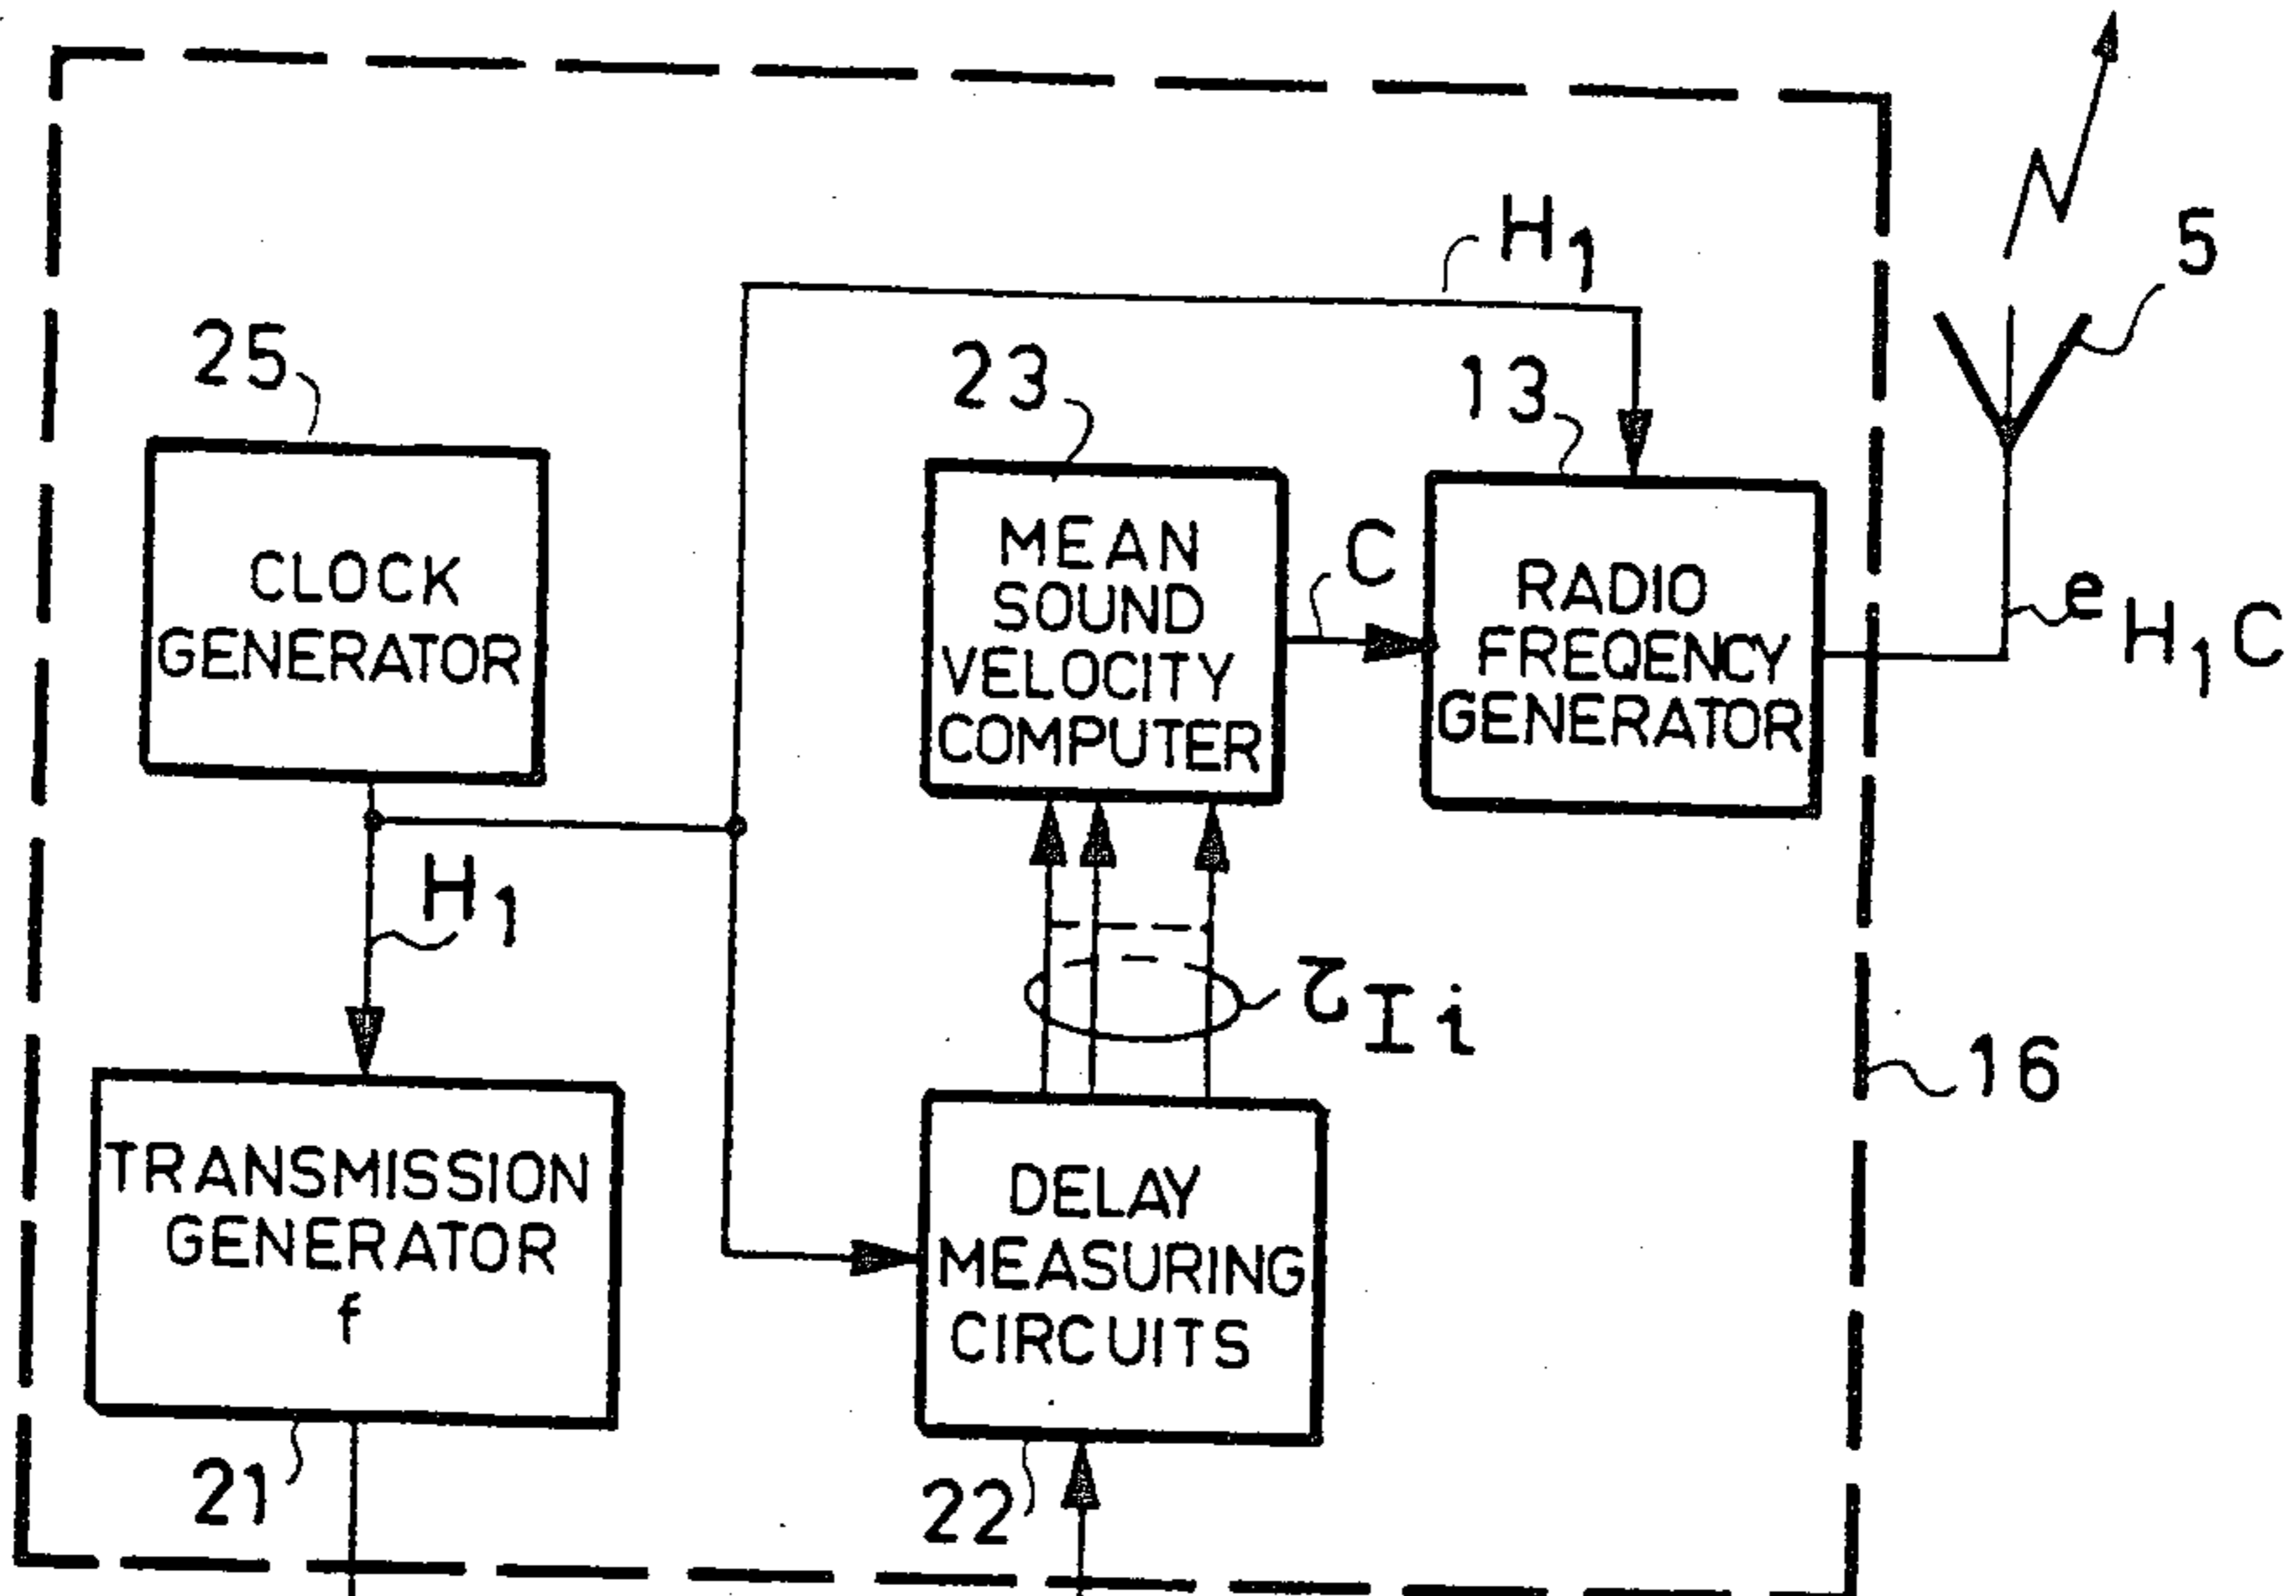 H1
5
25
23
13
CLOCK
GENERATOR
MEAN
SOUND
VELOCITY
COMPUTER
C
RADIO
FREQENCY
GENERATOR
eH1C
H1
τIi
16
TRANSMISSION
GENERATOR
f
DELAY
MEASURING
CIRCUITS
21
22